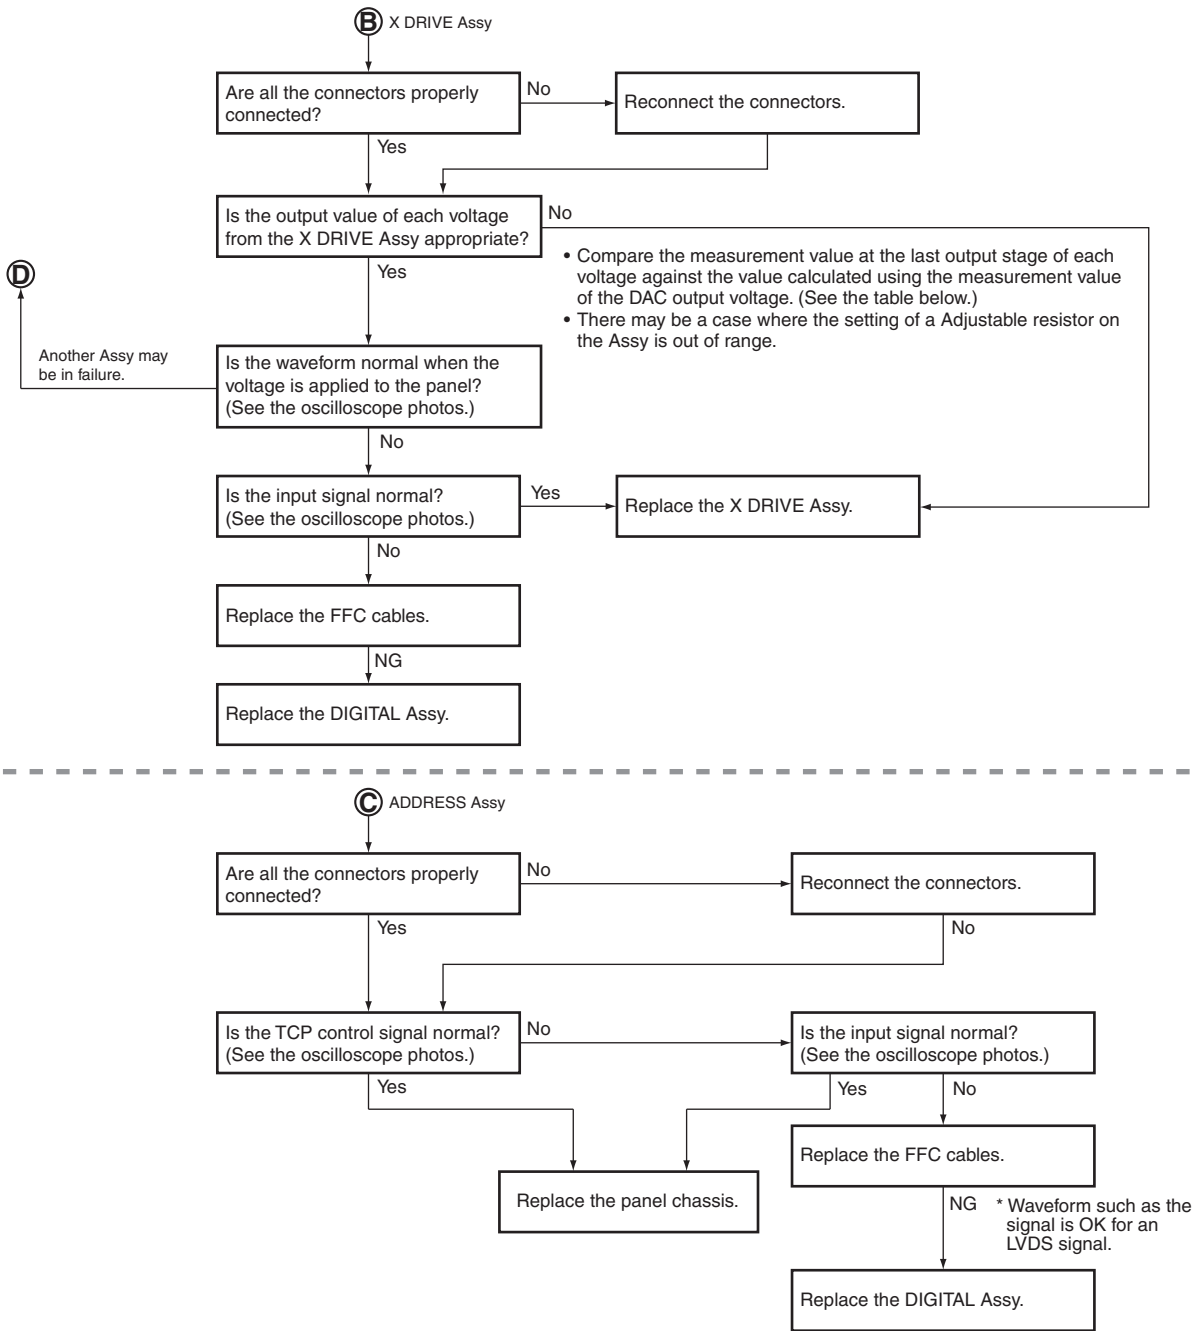 B X DRIVE Assy
Are all the connectors properly
connected?
No
Reconnect the connectors.
Yes
Is the output value of each voltage
from the X DRIVE Assy appropriate?
No
• Compare the measurement value at the last output stage of each
voltage against the value calculated using the measurement value
of the DAC output voltage. (See the table below.)
• There may be a case where the setting of a Adjustable resistor on
the Assy is out of range.
Yes
D
Another Assy may
be in failure.
Is the waveform normal when the
voltage is applied to the panel?
(See the oscilloscope photos.)
No
Is the input signal normal?
(See the oscilloscope photos.)
Yes
Replace the X DRIVE Assy.
No
Replace the FFC cables.
NG
Replace the DIGITAL Assy.
C ADDRESS Assy
Are all the connectors properly
connected?
No
Reconnect the connectors.
Yes
No
Is the TCP control signal normal?
(See the oscilloscope photos.)
No
Is the input signal normal?
(See the oscilloscope photos.)
Yes
Yes
No
Replace the panel chassis.
Replace the FFC cables.
NG
* Waveform such as the
signal is OK for an
LVDS signal.
Replace the DIGITAL Assy.